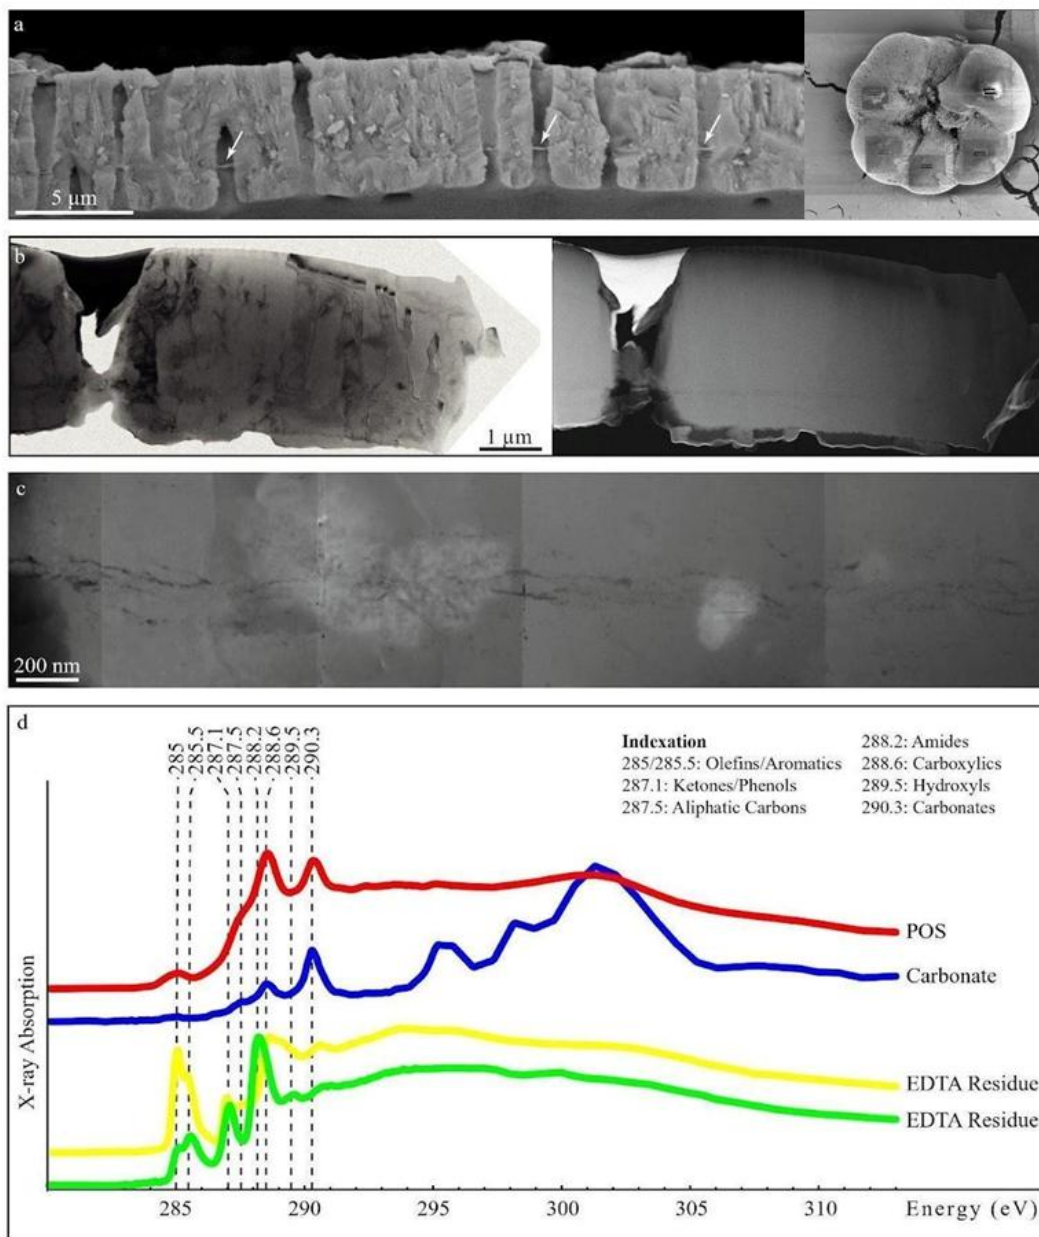 a
5 µm
b
1 µm
c
200 nm
d
285
285.5
287.1
287.5
288.2
288.6
289.5
290.3
Indexation
285/285.5: Olefins/Aromatics
287.1: Ketones/Phenols
287.5: Aliphatic Carbons
288.2: Amides
288.6: Carboxylics
289.5: Hydroxyls
290.3: Carbonates
X-ray Absorption
POS
Carbonate
EDTA Residue
EDTA Residue
285 290 295 300 305 310 Energy (eV)